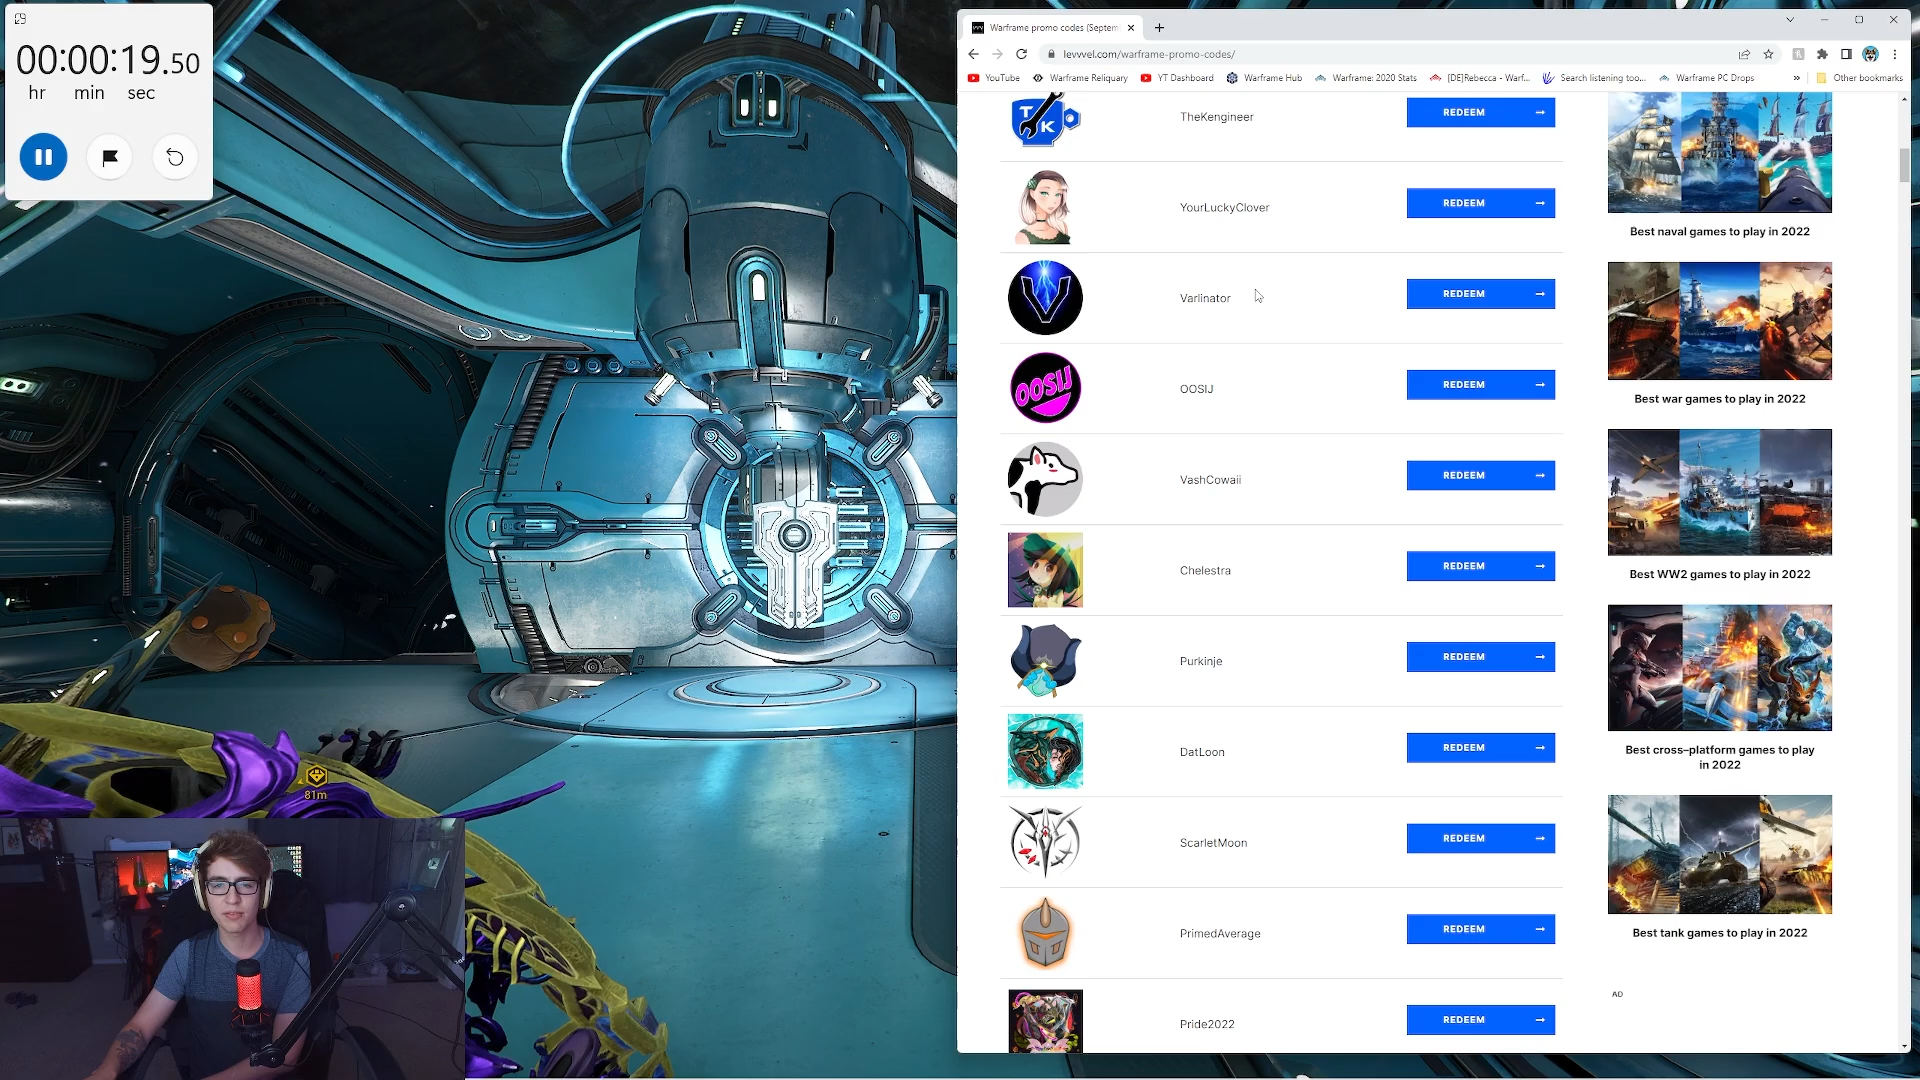 00:00:19.50
hr min sec
Warframe promo codes (Septem
levvvel.com/warframe-promo-codes/
YouTube Warframe Reliquary YT Dashboard Warframe Hub Warframe: 2020 Stats [DE]Rebecca - Warf... Search listening too... Warframe PC Drops » Other bookmarks
TK
TheKengineer REDEEM
YourLuckyClover REDEEM
Varlinator REDEEM
OOSIJ
OOSIJ REDEEM
VashCowaii REDEEM
Chelestra REDEEM
Purkinje REDEEM
DatLoon REDEEM
ScarletMoon REDEEM
PrimedAverage REDEEM
Pride2022 REDEEM
Best naval games to play in 2022
Best war games to play in 2022
Best WW2 games to play in 2022
Best cross-platform games to play
in 2022
Best tank games to play in 2022
AD
81m